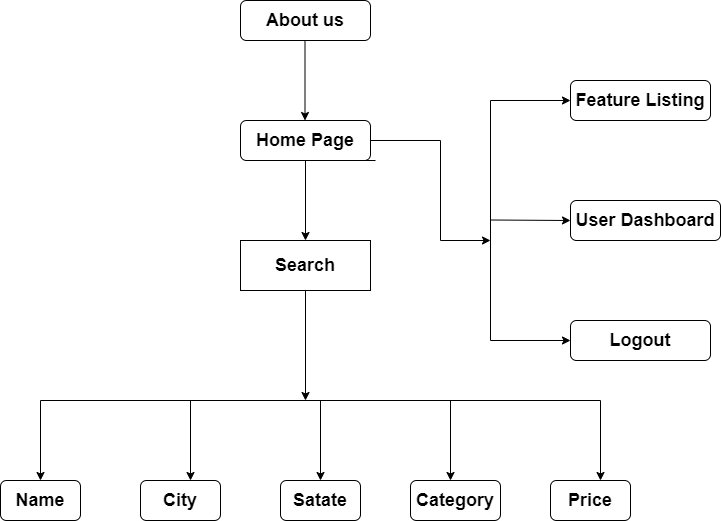 About us
Feature Listing
Home Page
User Dashboard
Search
Logout
Name
City
Satate
Category
Price